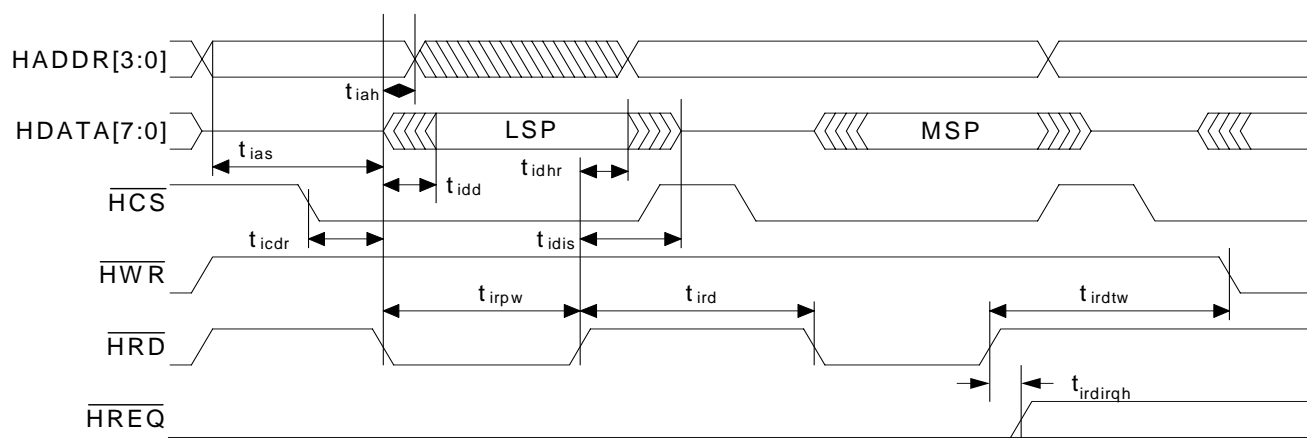 HADDR[3:0]
t iah
HDATA[7:0]
LSP
MSP
t ias
t idd
t idhr
HCS
t icdr
t idis
HWR
t irpw
t ird
t irdtw
HRD
t irdirqh
HREQ